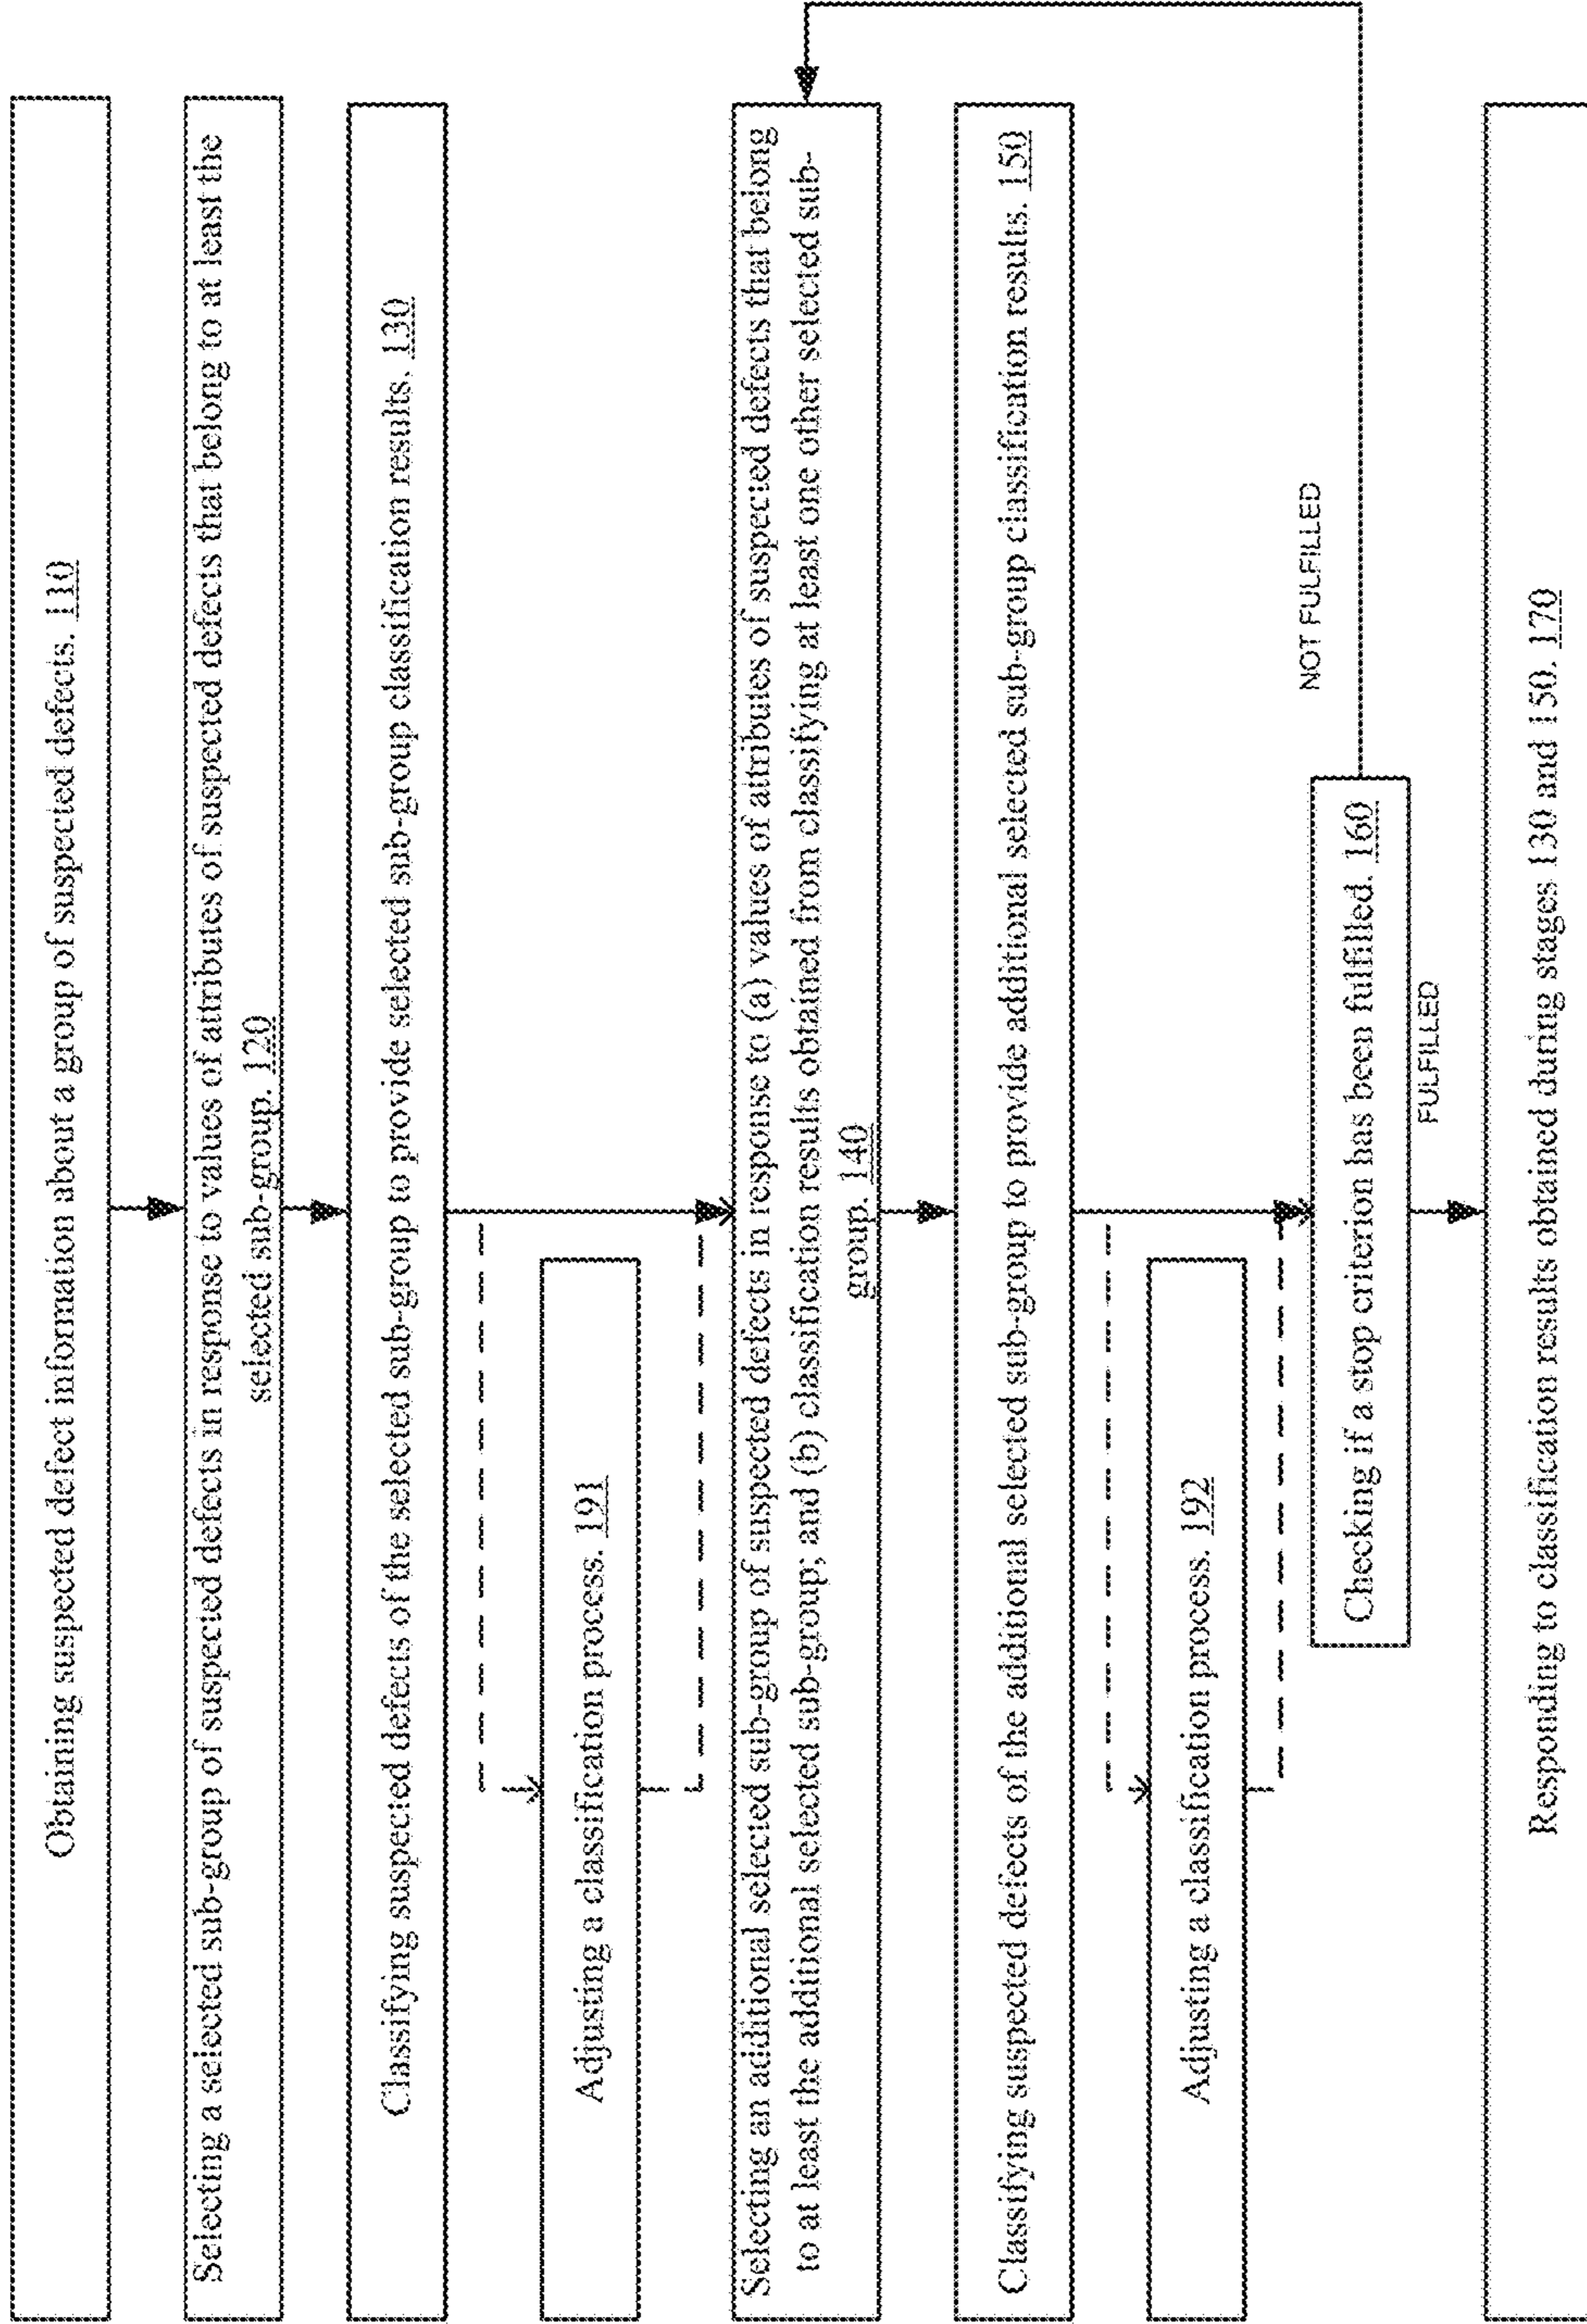 Obtaining suspected defect information about a group of suspected defects. 110
Selecting a selected sub-group of suspected defects in response to values of attributes of suspected defects that belong to at least the
selected sub-group. 120
Classifying suspected defects of the selected sub-group to provide selected sub-group classification results. 130
Adjusting a classification process. 191
Selecting an additional selected sub-group of suspected defects in response to (a) values of attributes of suspected defects that belong
to at least the additional selected sub-group; and (b) classification results obtained from classifying at least one other selected sub-
group. 140
Classifying suspected defects of the additional selected sub-group to provide additional selected sub-group classification results. 150
Adjusting a classification process. 192
Checking if a stop criterion has been fulfilled. 160
NOT FULFILLED
FULFILLED
Responding to classification results obtained during stages 130 and 150. 170